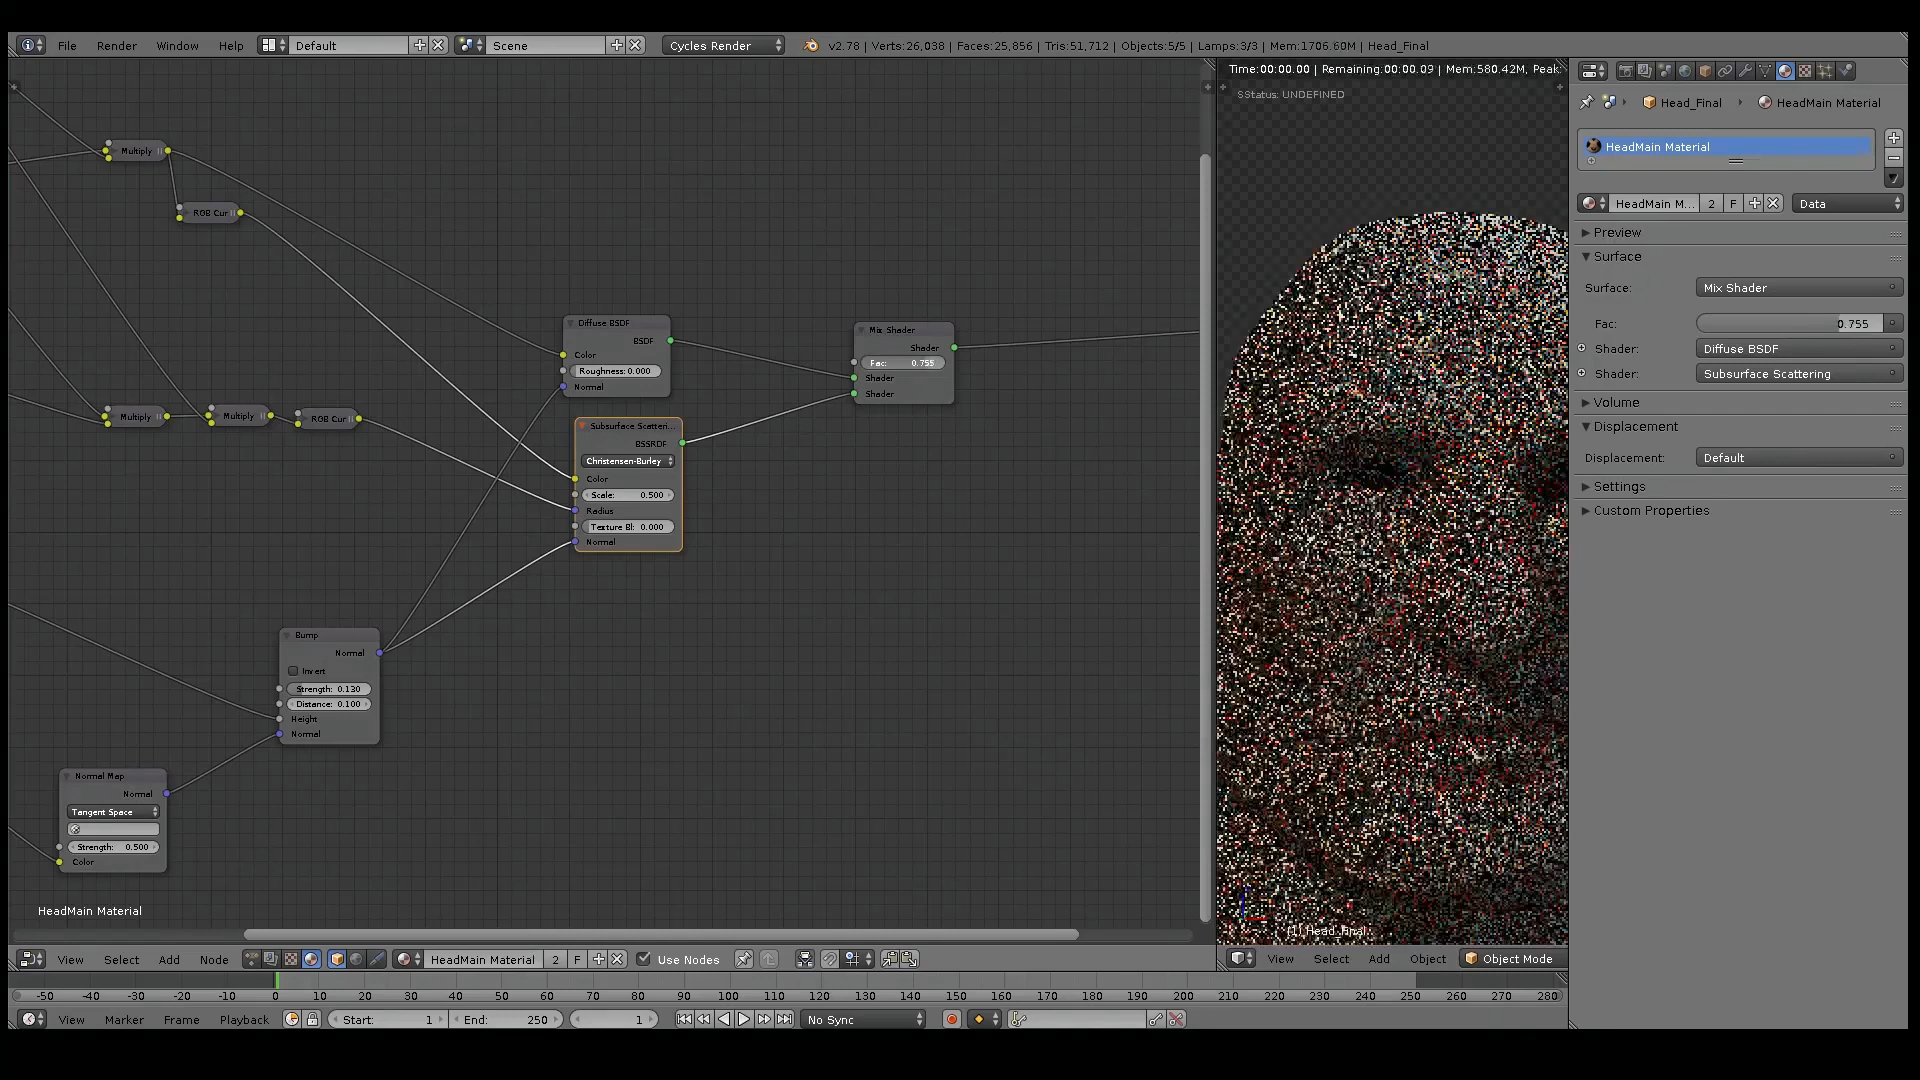 File Render Window Help Default Scene Cycles Render v2.78 | Verts:26,038 | Faces:25,856 | Tris:51,712 | Objects:5/5 | Lamps:3/3 | Mem:1706.60M | Head_Final
Time:00:00.00 | Remaining:00:00.09 | Mem:580.42M, Peak:
SStatus: UNDEFINED
Head_Final HeadMain Material
HeadMain Material
HeadMain M... 2 F Data
Preview
Surface
Surface: Mix Shader
Fac: 0.755
Shader: Diffuse BSDF
Shader: Subsurface Scattering
Volume
Displacement
Displacement: Default
Settings
Custom Properties
Multiply
RGB Cur
Diffuse BSDF
BSDF
Color
Roughness: 0.000
Normal
Mix Shader
Shader
Fac: 0.755
Shader
Shader
Multiply
Multiply
RGB Cur
Subsurface Scatteri...
BSSRDF
Christensen-Burley
Color
Scale: 0.500
Radius
Texture Bl: 0.000
Normal
Bump
Normal
Invert
Strength: 0.130
Distance: 0.100
Height
Normal
Normal Map
Normal
Tangent Space
Strength: 0.500
Color
HeadMain Material
(1) Head_Final
View Select Add Node HeadMain Material 2 F Use Nodes
View Select Add Object Object Mode
-50 -40 -30 -20 -10 0 10 20 30 40 50 60 70 80 90 100 110 120 130 140 150 160 170 180 190 200 210 220 230 240 250 260 270 280
View Marker Frame Playback Start: 1 End: 250 1 No Sync